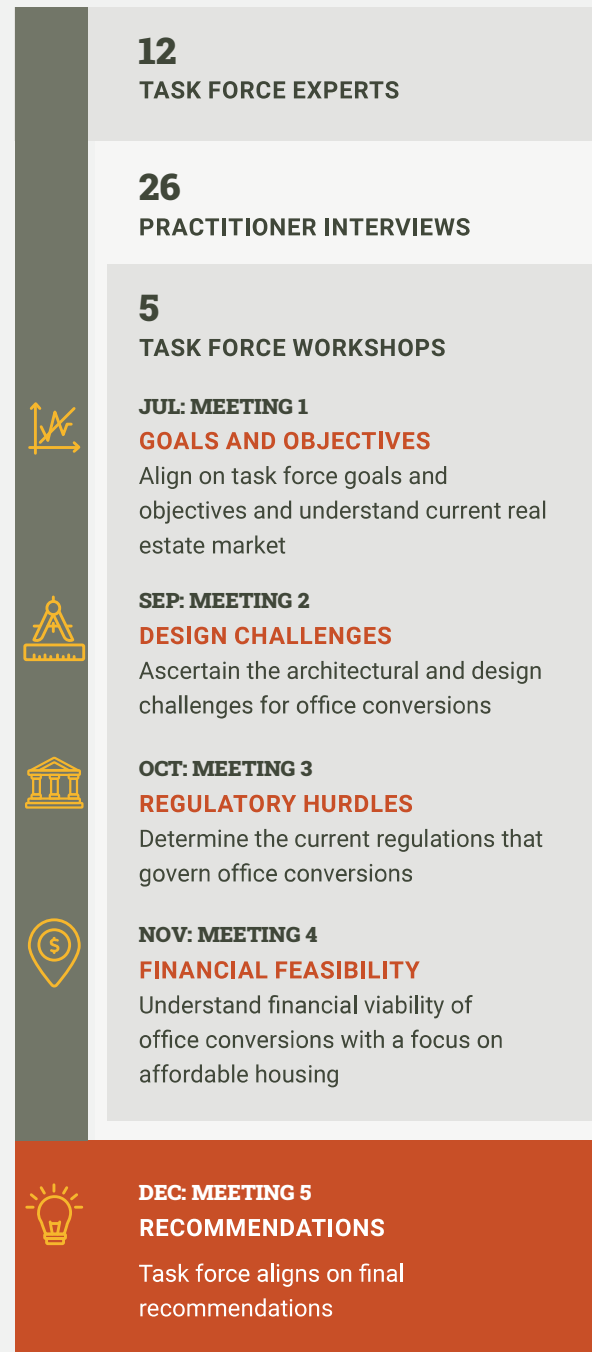 12
TASK FORCE EXPERTS
26
PRACTITIONER INTERVIEWS
5
TASK FORCE WORKSHOPS
JUL: MEETING 1
GOALS AND OBJECTIVES
Align on task force goals and
objectives and understand current real
estate market
SEP: MEETING 2
DESIGN CHALLENGES
Ascertain the architectural and design
challenges for office conversions
OCT: MEETING 3
REGULATORY HURDLES
Determine the current regulations that
govern office conversions
$
NOV: MEETING 4
FINANCIAL FEASIBILITY
Understand financial viability of
office conversions with a focus on
affordable housing
DEC: MEETING 5
RECOMMENDATIONS
Task force aligns on final
recommendations